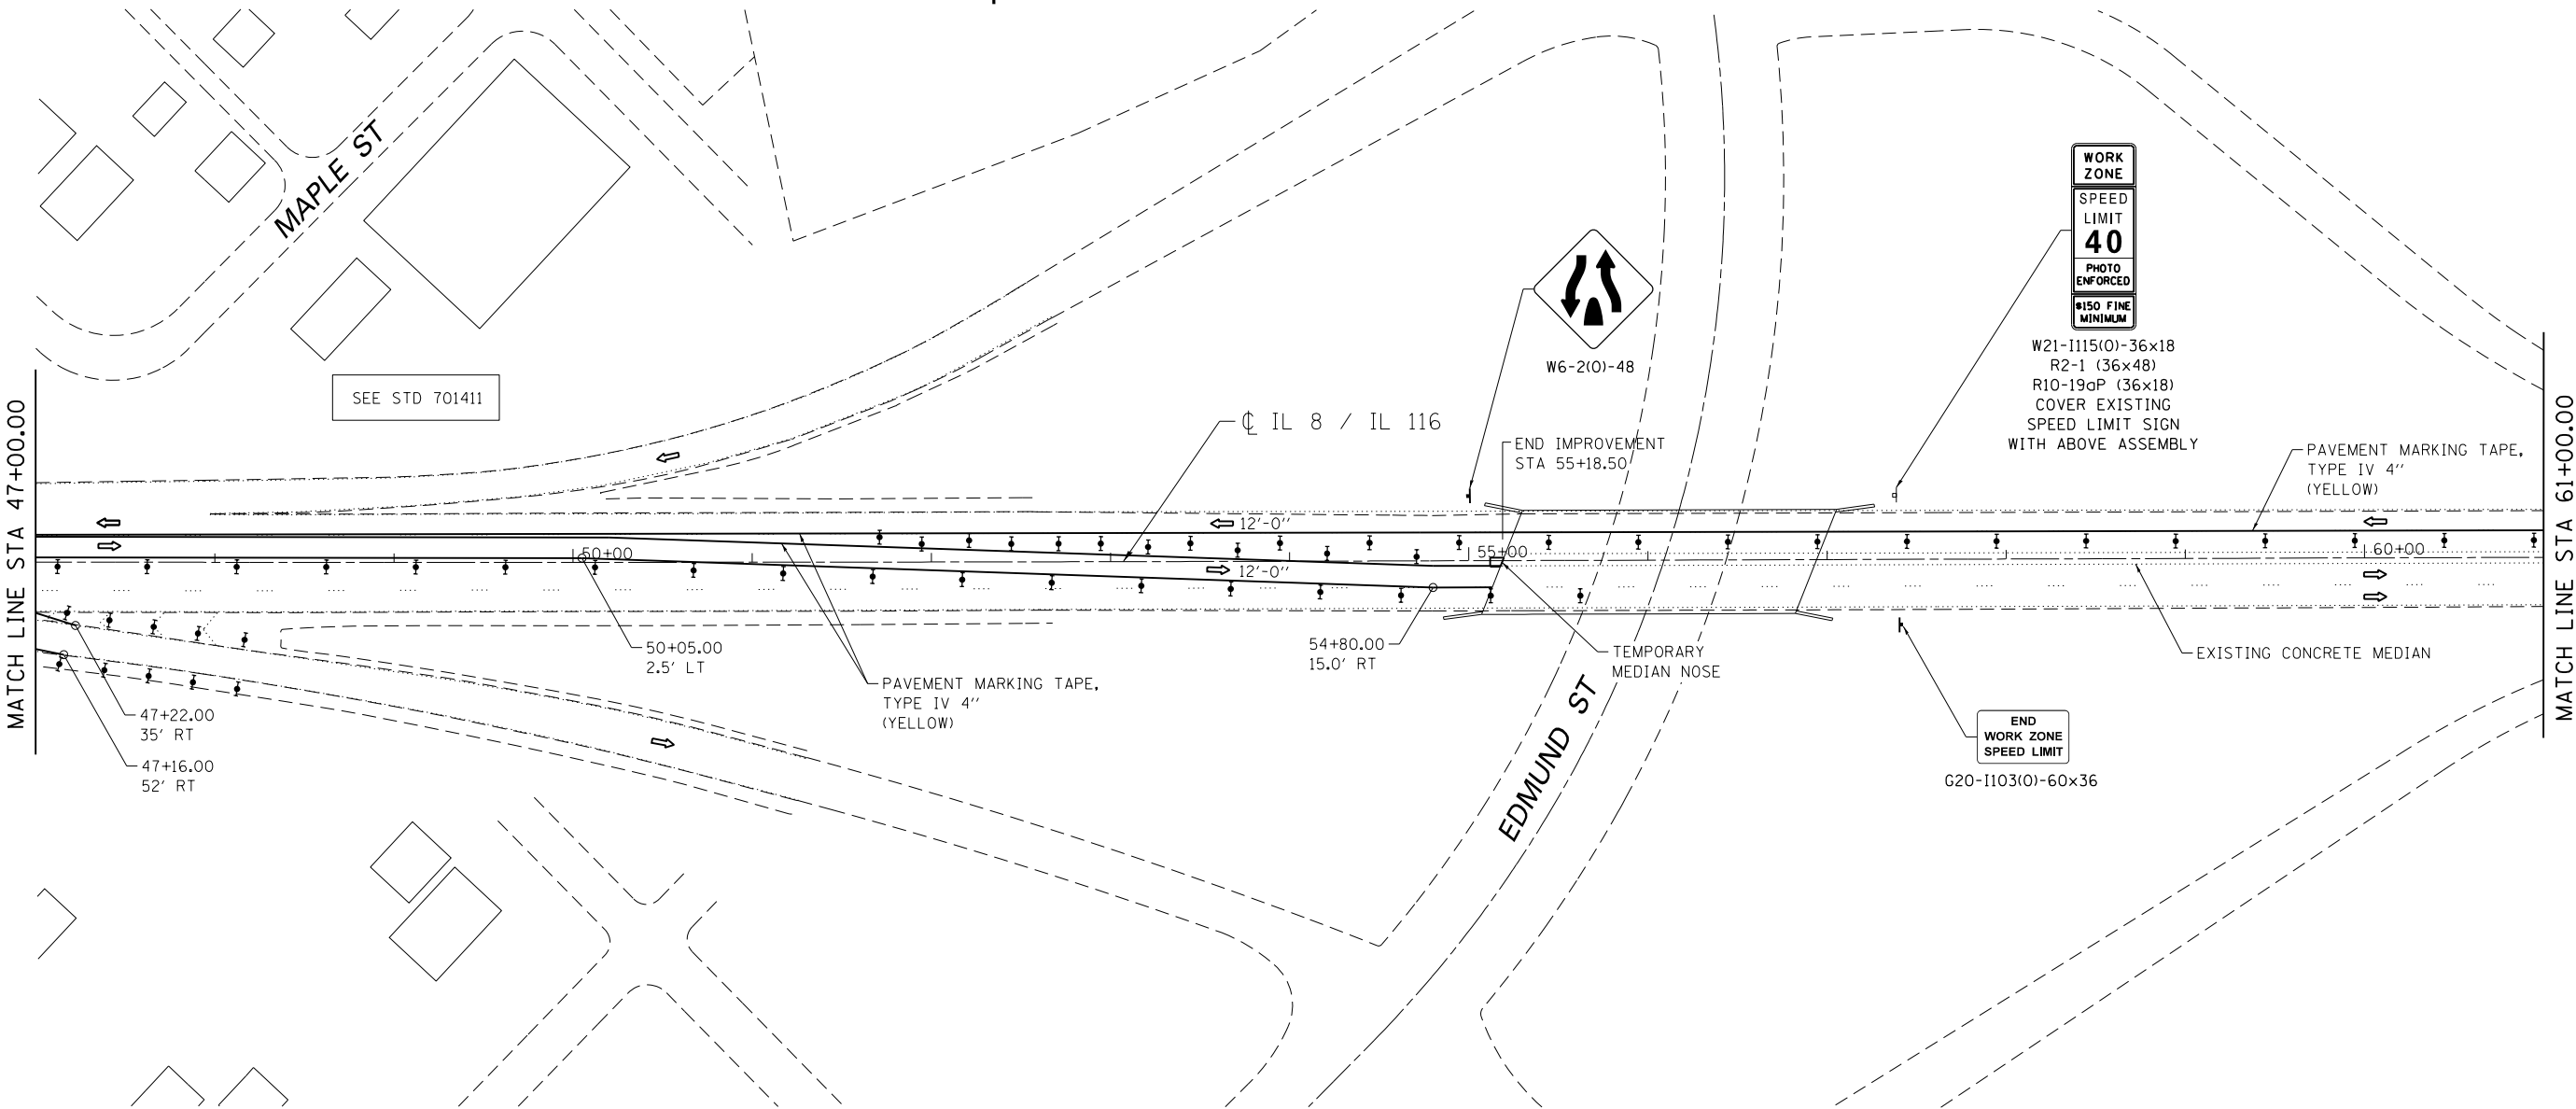 MAPLE ST
WORK
ZONE
SPEED
LIMIT
40
PHOTO
ENFORCED
$150 FINE
MINIMUM
W21-I115(O)-36x18
R2-1 (36x48)
R10-19aP (36x18)
COVER EXISTING
SPEED LIMIT SIGN
WITH ABOVE ASSEMBLY
W6-2(O)-48
SEE STD 701411
℄ IL 8 / IL 116
END IMPROVEMENT
STA 55+18.50
PAVEMENT MARKING TAPE,
TYPE IV 4''
(YELLOW)
MATCH LINE STA 47+00.00
MATCH LINE STA 61+00.00
12'-0''
50+00
55+00
60+00
12'-0''
50+05.00
2.5' LT
54+80.00
15.0' RT
TEMPORARY
MEDIAN NOSE
EXISTING CONCRETE MEDIAN
PAVEMENT MARKING TAPE,
TYPE IV 4''
(YELLOW)
47+22.00
35' RT
47+16.00
52' RT
EDMUND ST
END
WORK ZONE
SPEED LIMIT
G20-I103(O)-60x36